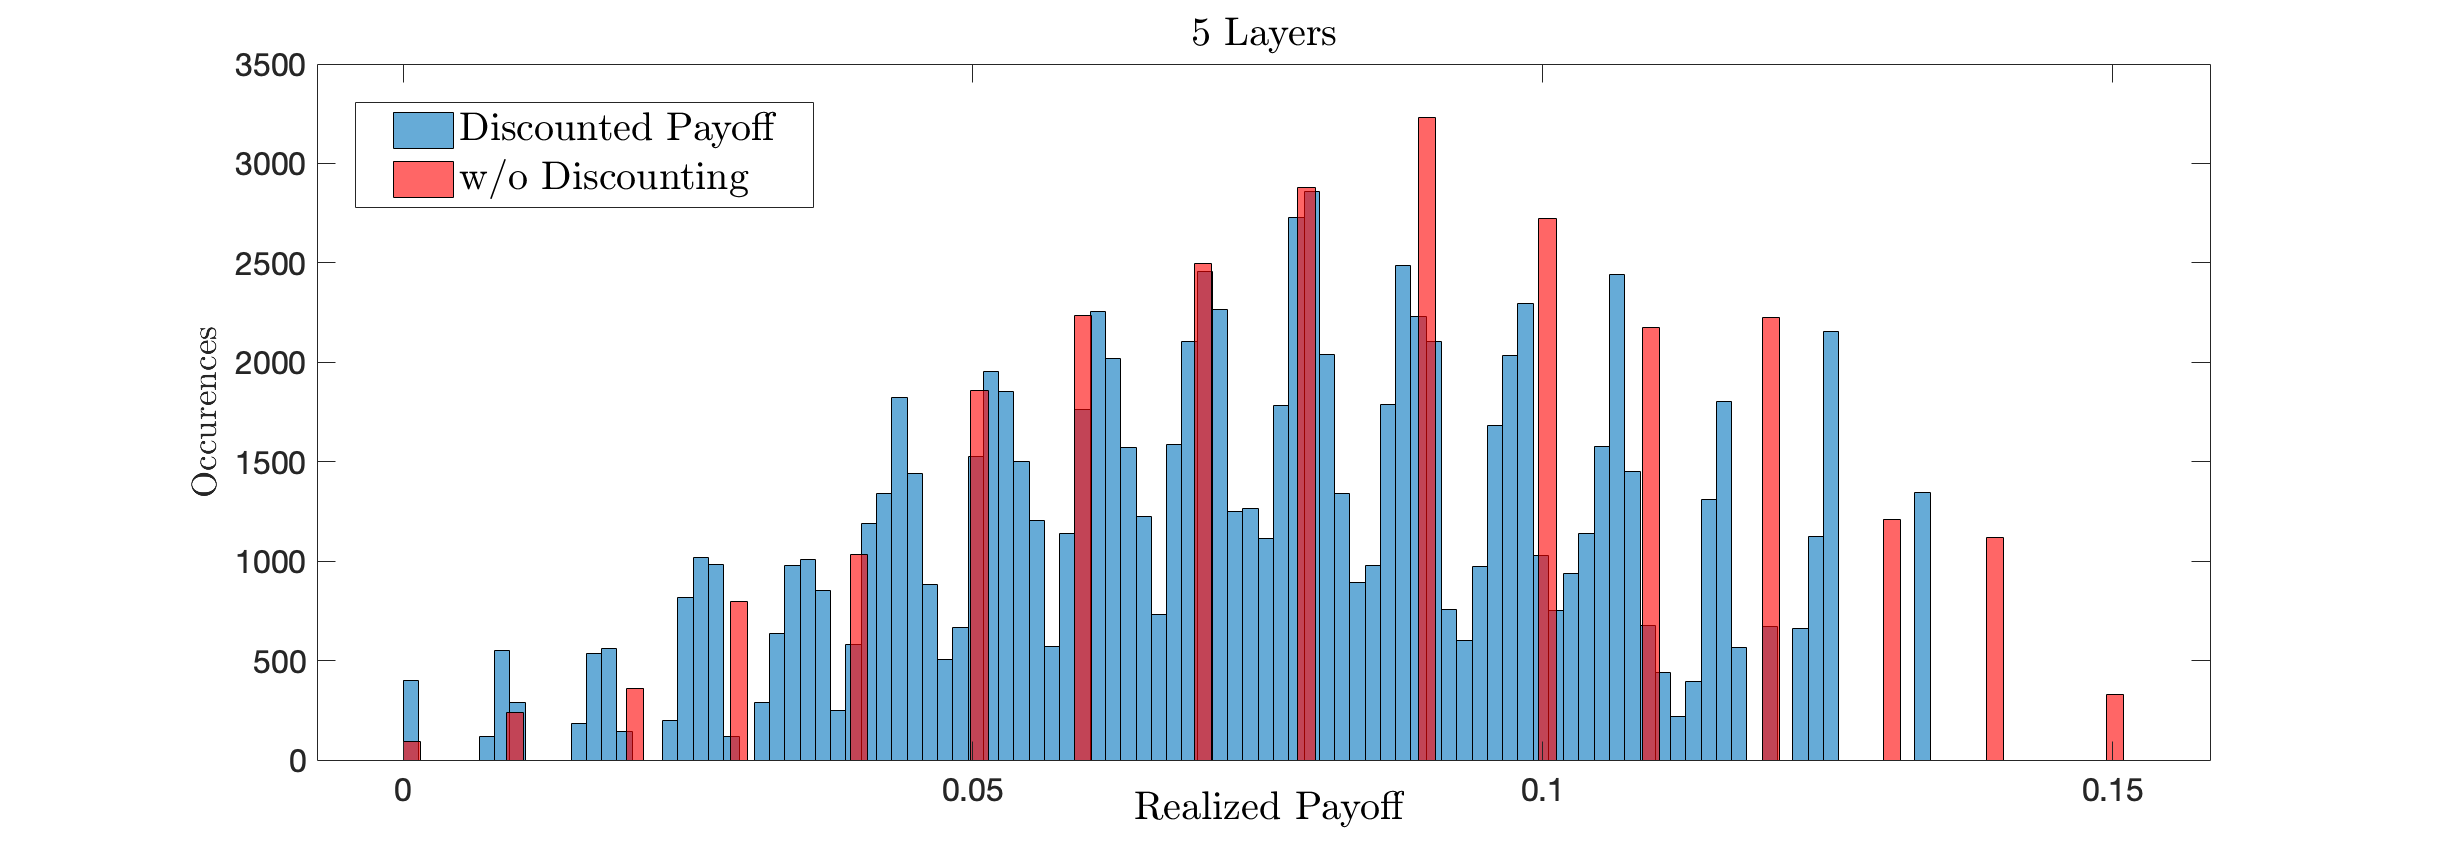 5 Layers
3500
3000
2500
2000
1500
1000
500
0
Occurences
Discounted Payoff
w/o Discounting
0 0.05 0.1 0.15
Realized Payoff